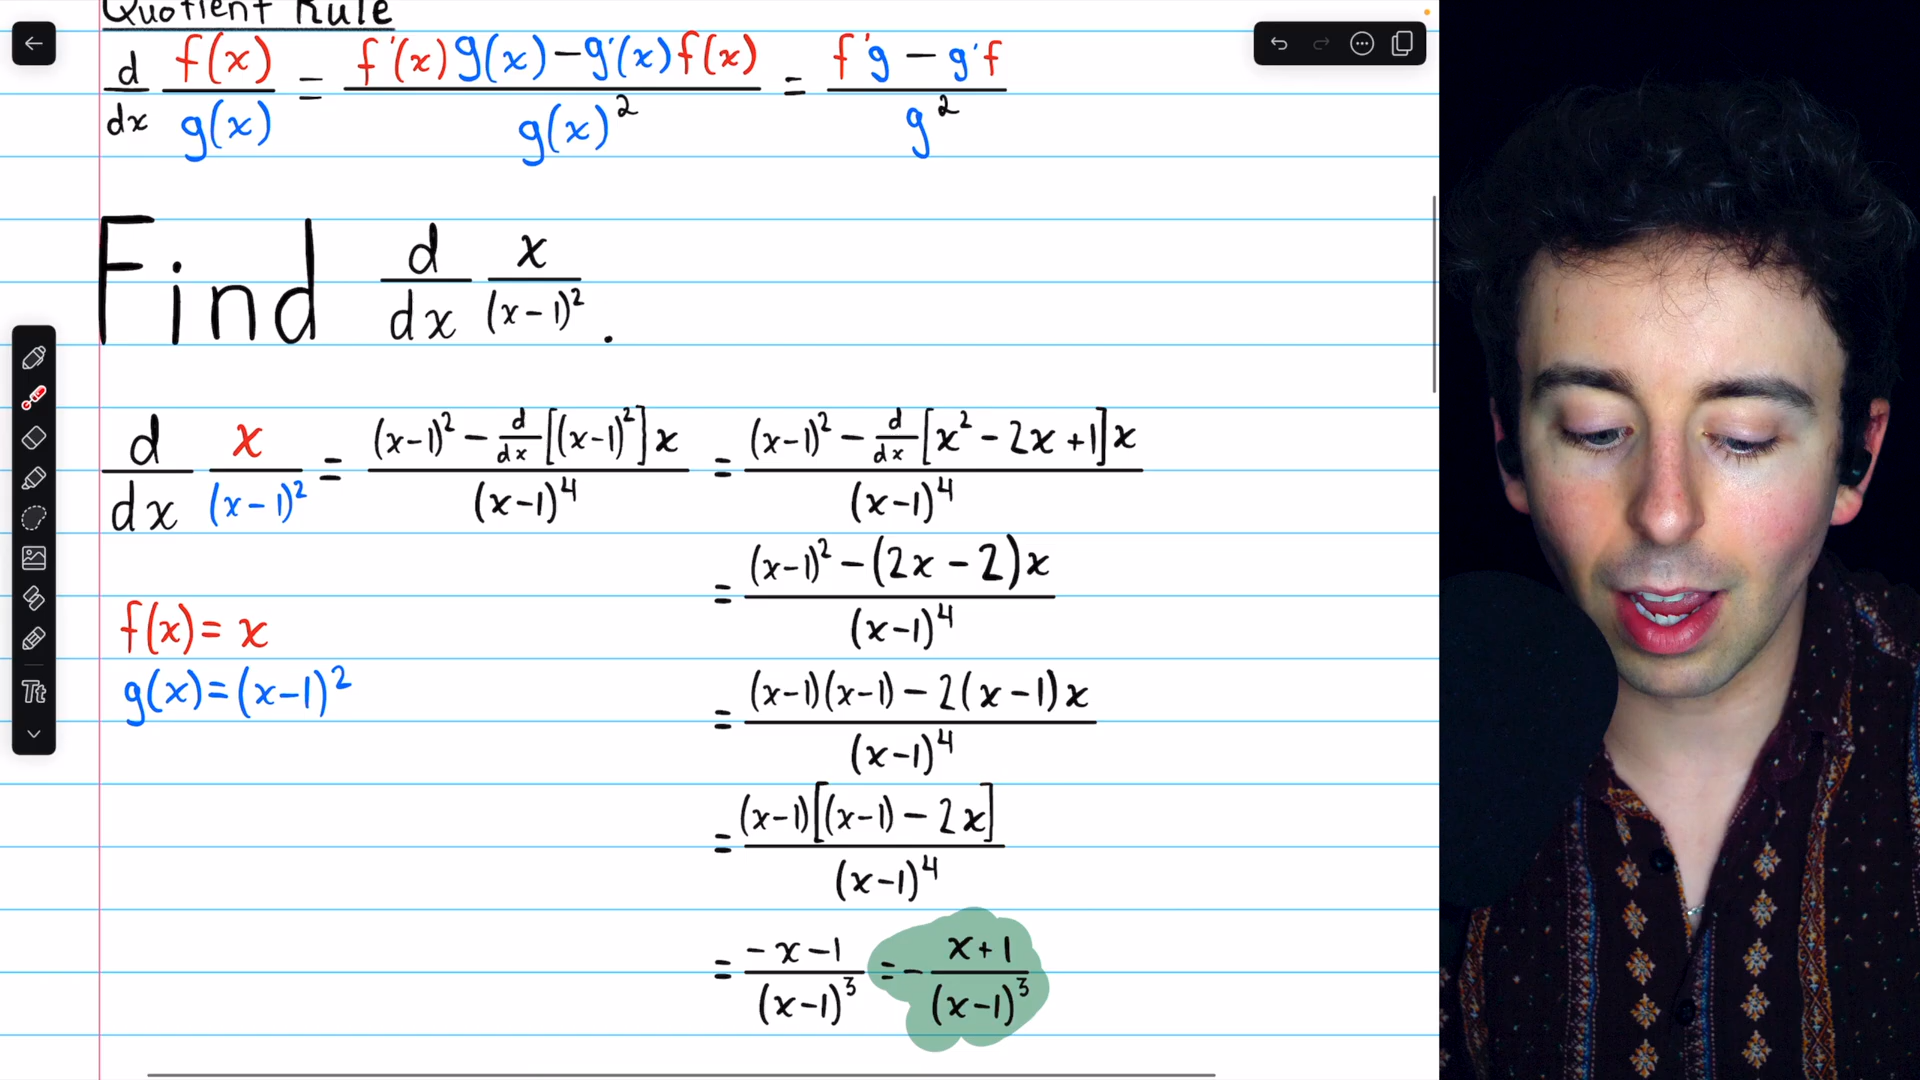 Quotient Rule
d/dx f(x)/g(x) = (f'(x)g(x)-g'(x)f(x))/g(x)² = (f'g - g'f)/g²
Find d/dx x/(x-1)².
d/dx x/(x-1)² = ((x-1)² - d/dx[(x-1)²]x)/(x-1)⁴ = ((x-1)² - d/dx[x² - 2x +1]x)/(x-1)⁴
= ((x-1)² - (2x - 2)x)/(x-1)⁴
f(x) = x
g(x) = (x-1)²
= ((x-1)(x-1) - 2(x-1)x)/(x-1)⁴
= ((x-1)[(x-1) - 2x])/(x-1)⁴
= (-x-1)/(x-1)³ = - (x+1)/(x-1)³
Tt